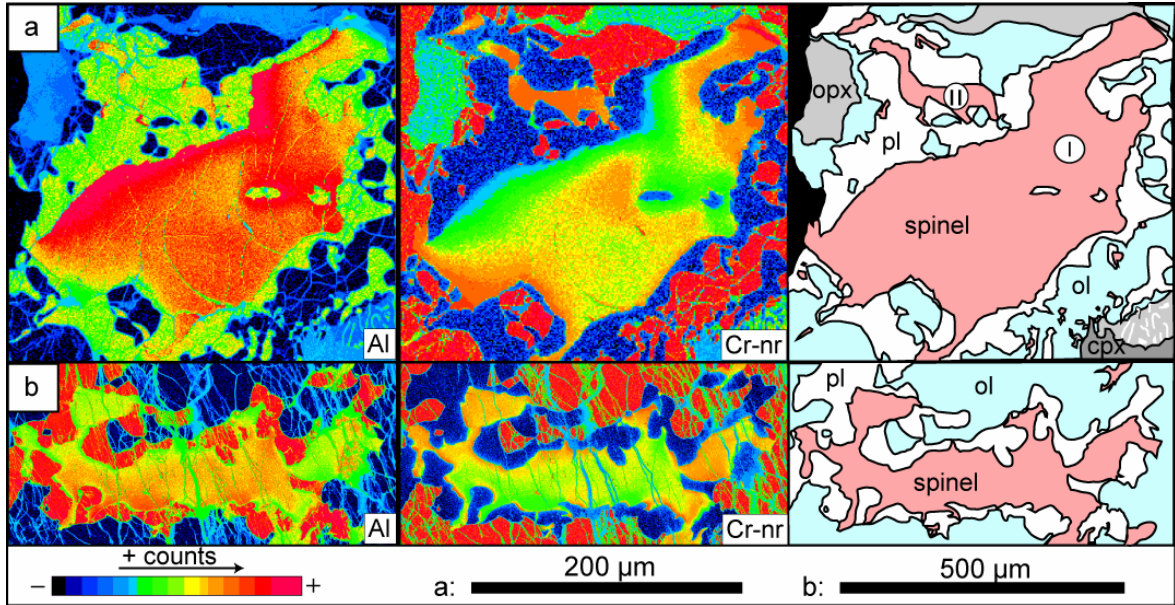 a
Al
Cr-nr
opx
II
pl
I
spinel
ol
cpx
b
Al
Cr-nr
pl
ol
spinel
+ counts
– +
a: 200 µm
b: 500 µm